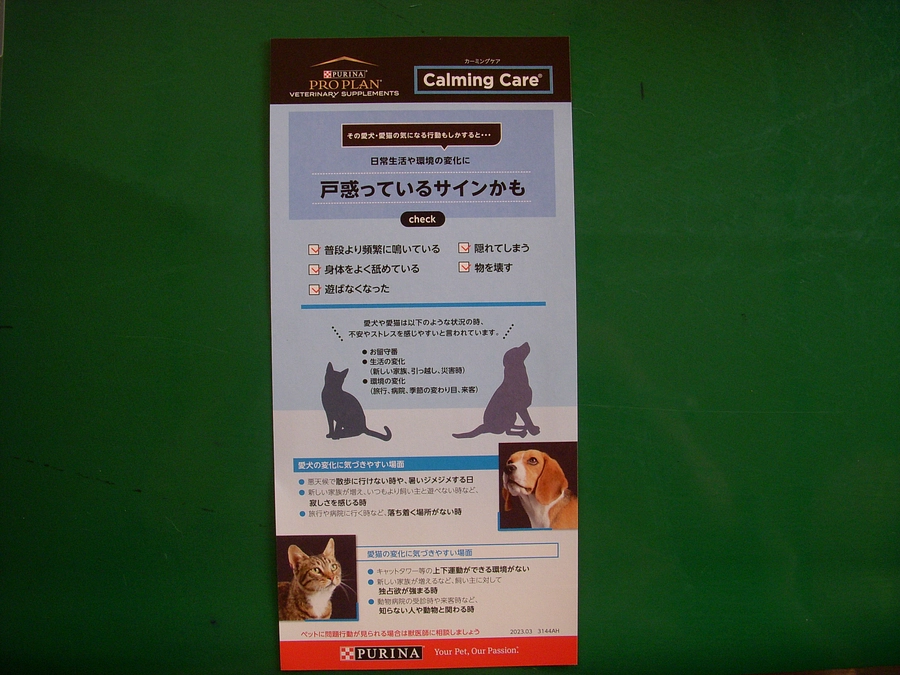 PURINA
PRO PLAN
VETERINARY SUPPLEMENTS
カーミングケア
Calming Care®
その愛犬・愛猫の気になる行動もしかすると・・・
日常生活や環境の変化に
戸惑っているサインかも
check
普段より頻繁に鳴いている
隠れてしまう
身体をよく舐めている
物を壊す
遊ばなくなった
愛犬や愛猫は以下のような状況の時、
不安やストレスを感じやすいと言われています。
●お留守番
●生活の変化
(新しい家族、引っ越し、災害時)
●環境の変化
(旅行、病院、季節の変わり目、来客)
愛犬の変化に気づきやすい場面
●悪天候で散歩に行けない時や、暑いジメジメする日
●新しい家族が増え、いつもより飼い主と遊べない時など、
寂しさを感じる時
●旅行や病院に行く時など、落ち着く場所がない時
愛猫の変化に気づきやすい場面
●キャットタワー等の上下運動ができる環境がない
●新しい家族が増えるなど、飼い主に対して
独占欲が強まる時
●動物病院の受診時や来客時など、
知らない人や動物と関わる時
ペットに問題行動が見られる場合は獣医師に相談しましょう
2023.03 3144AH
PURINA
Your Pet, Our Passion.®